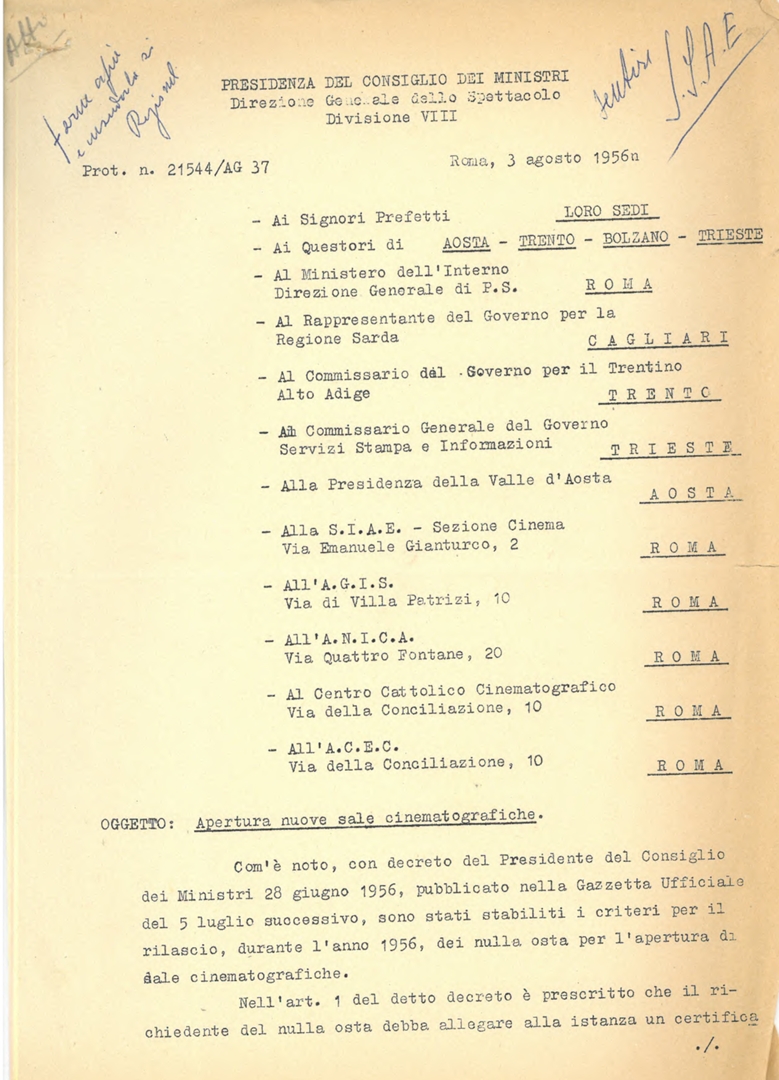 Atti
farne copie
e inviarla ai
Regional
sentire
S.I.A.E
PRESIDENZA DEL CONSIGLIO DEI MINISTRI
Direzione Generale dello Spettacolo
Divisione VIII
Prot. n. 21544/AG 37
Roma, 3 agosto 1956n
- Ai Signori Prefetti LORO SEDI
- Ai Questori di AOSTA - TRENTO - BOLZANO - TRIESTE
- Al Ministero dell'Interno
Direzione Generale di P.S. R O M A
- Al Rappresentante del Governo per la
Regione Sarda C A G L I A R I
- Al Commissario del Governo per il Trentino
Alto Adige T R E N T O
- Al Commissario Generale del Governo
Servizi Stampa e Informazioni T R I E S T E
- Alla Presidenza della Valle d'Aosta
A O S T A
- Alla S.I.A.E. - Sezione Cinema
Via Emanuele Gianturco, 2 R O M A
- All'A.G.I.S.
Via di Villa Patrizi, 10 R O M A
- All'A.N.I.C.A.
Via Quattro Fontane, 20 R O M A
- Al Centro Cattolico Cinematografico
Via della Conciliazione, 10 R O M A
- All'A.C.E.C.
Via della Conciliazione, 10 R O M A
OGGETTO: Apertura nuove sale cinematografiche.
Com'è noto, con decreto del Presidente del Consiglio
dei Ministri 28 giugno 1956, pubblicato nella Gazzetta Ufficiale
del 5 luglio successivo, sono stati stabiliti i criteri per il
rilascio, durante l'anno 1956, dei nulla osta per l'apertura di
sale cinematografiche.
Nell'art. 1 del detto decreto è prescritto che il ri-
chiedente del nulla osta debba allegare alla istanza un certifica
./.